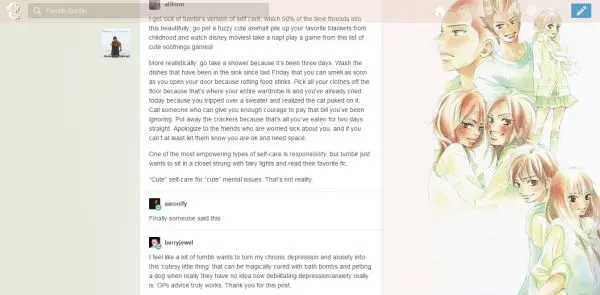 alifornn
I get sick of tumblr's version of self care, which 90% of the time threads into
this beautifully: go pet a fuzzy cute animal! pile up your favorite blankets from
childhood and watch disney movies! take a nap! play a game from this list of
cute soothings games!
More realistically: go take a shower because it's been three days. Wash the
dishes that have been in the sink since last Friday that you can smell as soon
as you open your door because rotting food stinks. Pick all your clothes off the
floor because that's where your entire wardrobe is and you've already cried
today because you tripped over a sweater and realized the cat puked on it.
Call someone who can give you enough courage to pay that bill you've been
ignoring. Put away the crackers because that's all you've eaten for two days
straight. Apologize to the friends who are worried sick about you, and if you
can't at least let them know you are ok and need space.
One of the most empowering types of self-care is responsibility, but tumblr just
wants to sit in a closet strung with fairy lights and read their favorite fic.
"Cute" self-care for "cute" mental issues. That's not reality
aaronify
Finally someone said this
berryjewel
I feel like a lot of tumblr wants to turn my chronic depression and anxiety into
this 'cutesy little thing' that can be magically cured with bath bombs and petting
a dog when really they have no idea how debilitating depression/anxiety really
is. OPs advice truly works. Thank you for this post.